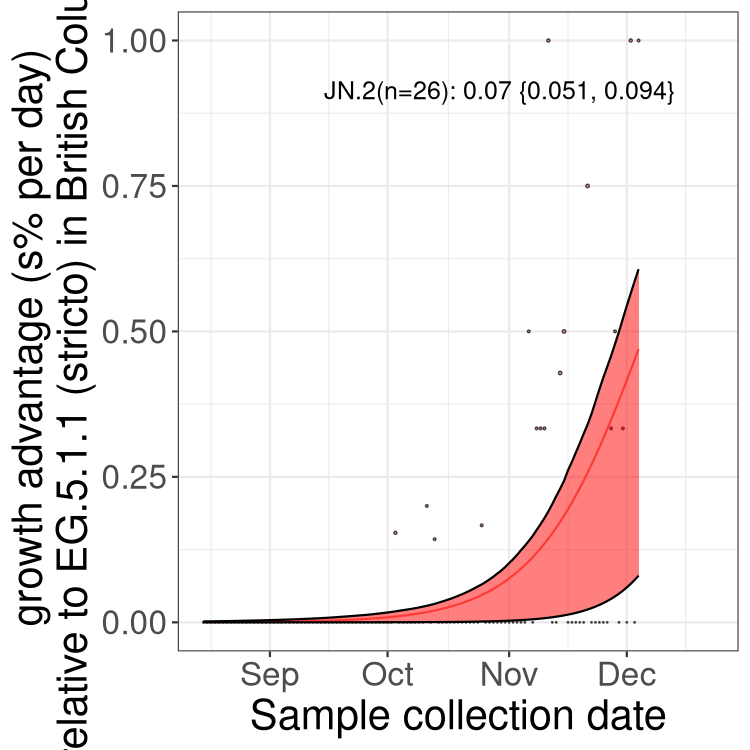 growth advantage (s% per day)
relative to EG.5.1.1 (stricto) in British
1.00
0.75
0.50
0.25
0.00
JN.2(n=26): 0.07 {0.051, 0.094}
Sep Oct Nov Dec
Sample collection date